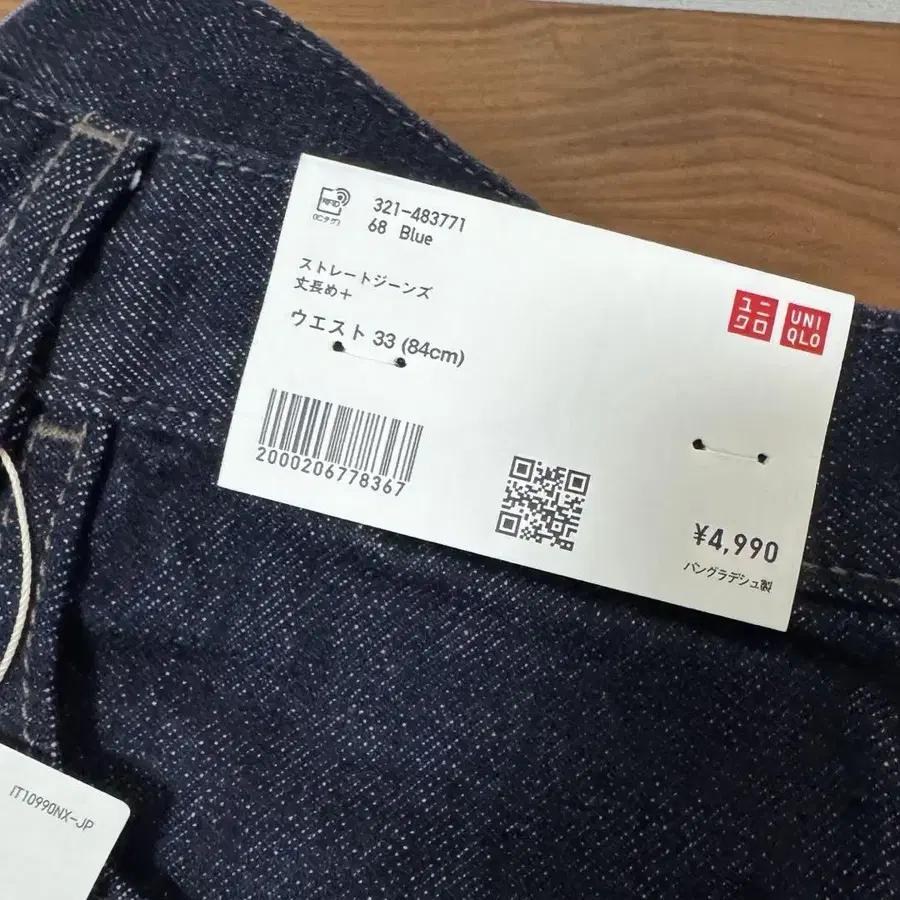 RFID
(ICタグ)
321-483771
68 Blue
ストレートジーンズ
丈長め+
ウエスト 33 (84cm)
2000206778367
ユニ
クロ
UNI
QLO
¥4,990
バングラデシュ製
IT10990NX-JP